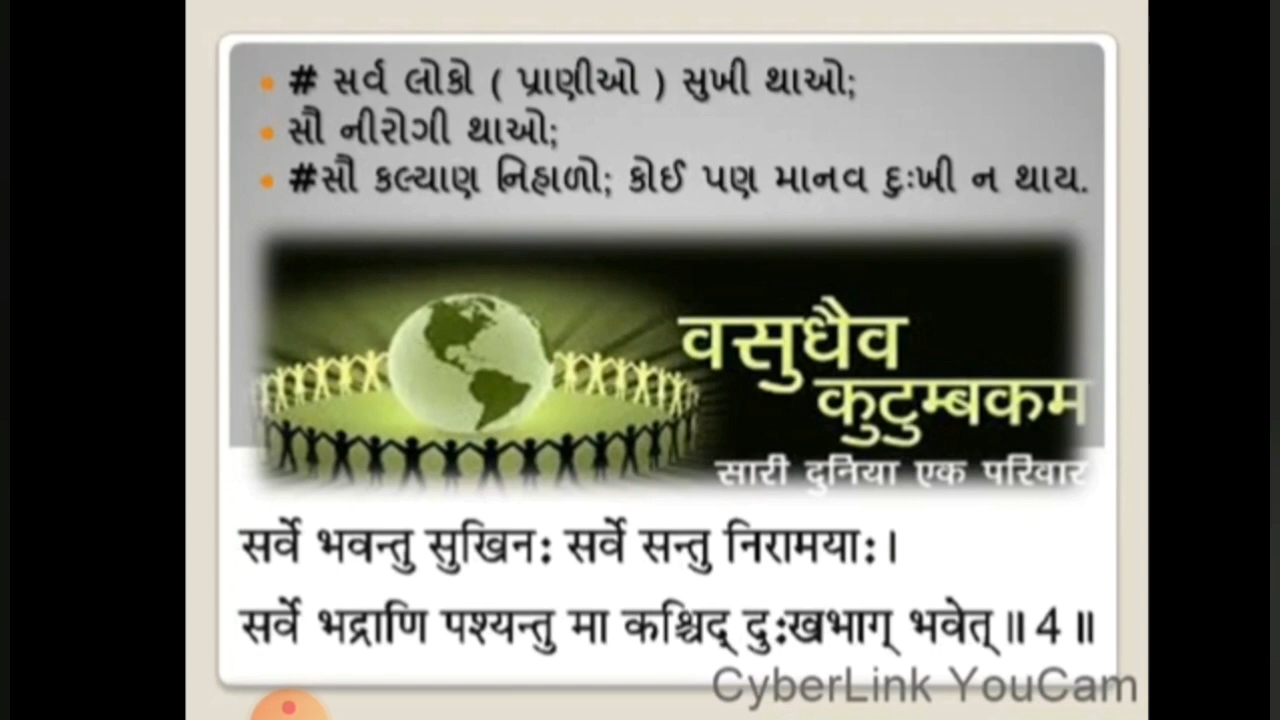 # સર્વ લોકો ( પ્રાણીઓ ) સુખી થાઓ;
સૌ નીરોગી થાઓ;
#સૌ કલ્યાણ નિહાળો; કોઈ પણ માનવ દુઃખી ન થાય.
वसुधैव
कुटुम्बकम
सारी दुनिया एक परिवार
सर्वे भवन्तु सुखिन: सर्वे सन्तु निरामया: ।
सर्वे भद्राणि पश्यन्तु मा कश्चिद् दु:खभाग् भवेत् ॥ 4 ॥
CyberLink YouCam